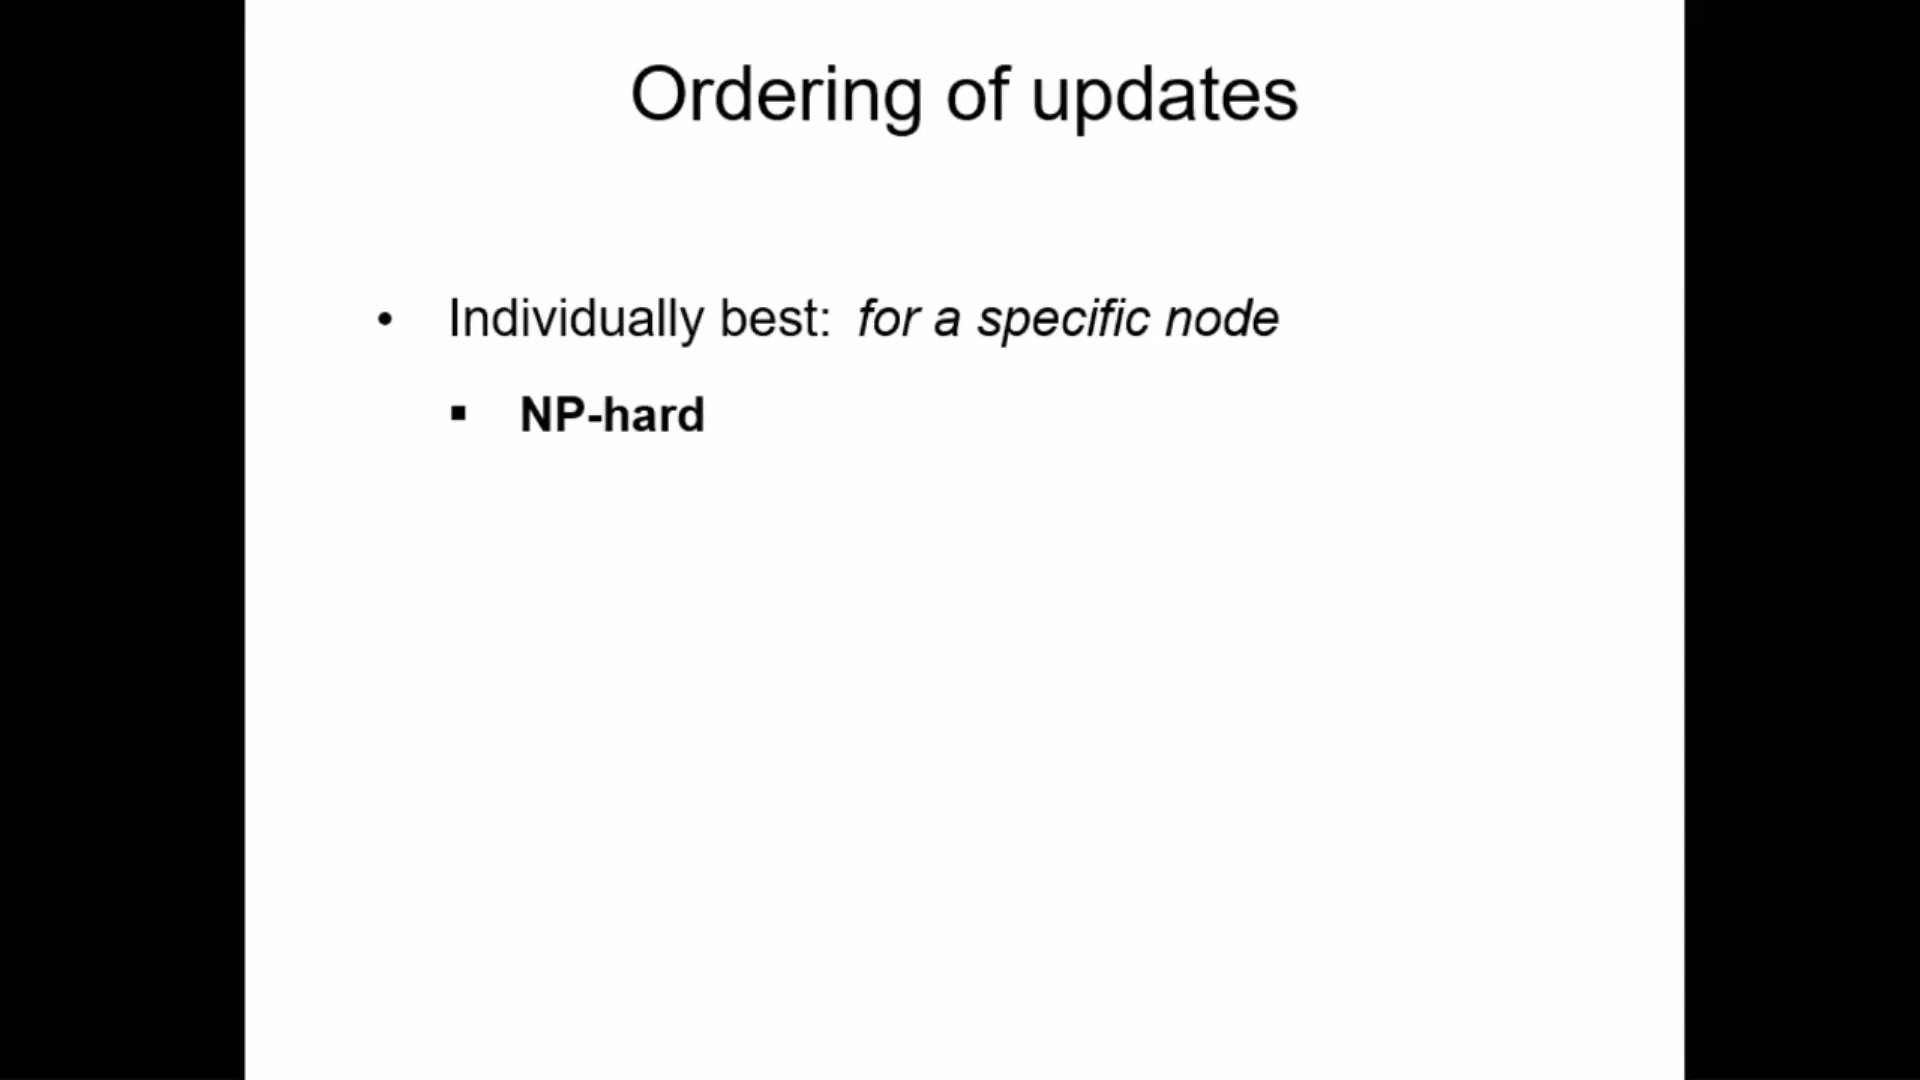 Ordering of updates
• Individually best: for a specific node
▪ NP-hard